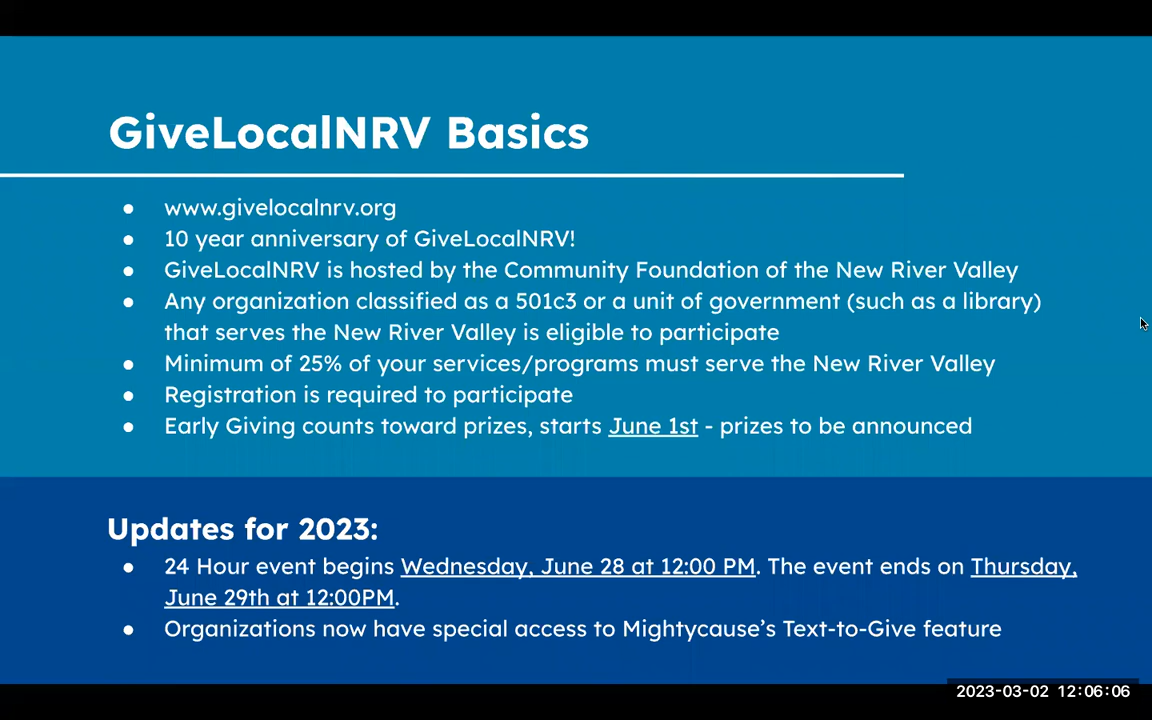 GiveLocalNRV Basics
● www.givelocalnrv.org
● 10 year anniversary of GiveLocalNRV!
● GiveLocalNRV is hosted by the Community Foundation of the New River Valley
● Any organization classified as a 501c3 or a unit of government (such as a library)
that serves the New River Valley is eligible to participate
● Minimum of 25% of your services/programs must serve the New River Valley
● Registration is required to participate
● Early Giving counts toward prizes, starts June 1st - prizes to be announced
Updates for 2023:
● 24 Hour event begins Wednesday, June 28 at 12:00 PM. The event ends on Thursday,
June 29th at 12:00PM.
● Organizations now have special access to Mightycause’s Text-to-Give feature
2023-03-02 12:06:06